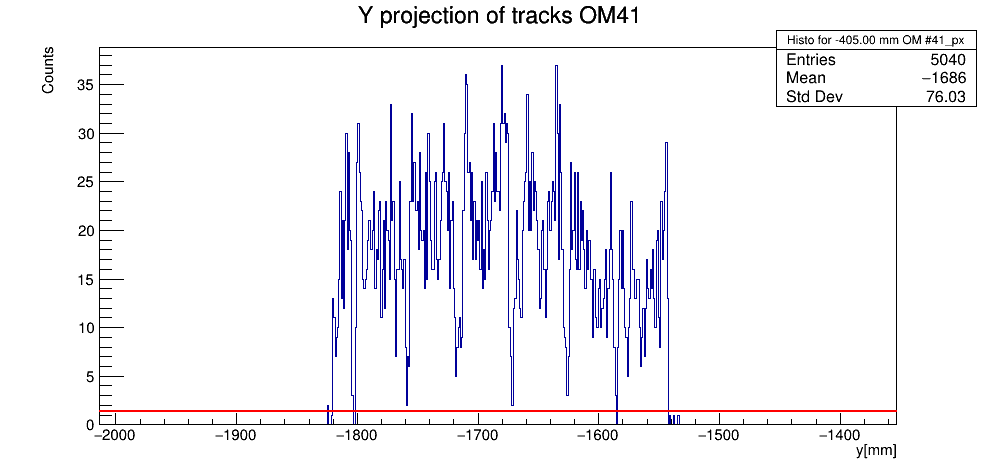 Y projection of tracks OM41
Histo for -405.00 mm OM #41_px
Entries 5040
Mean −1686
Std Dev 76.03
Counts
35
30
25
20
15
10
5
0
−2000 −1900 −1800 −1700 −1600 −1500 −1400
y[mm]